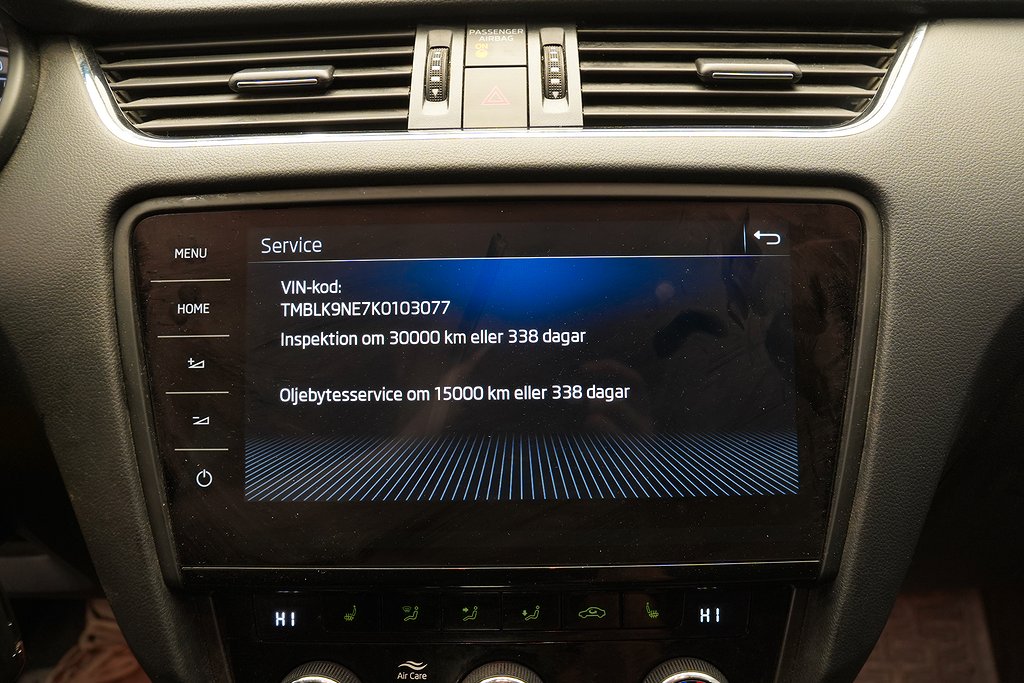 PASSENGER
AIRBAG
ON
Service
MENU
HOME
VIN-kod:
TMBLK9NE7K0103077
Inspektion om 30000 km eller 338 dagar
Oljebytesservice om 15000 km eller 338 dagar
HI
HI
Air Care